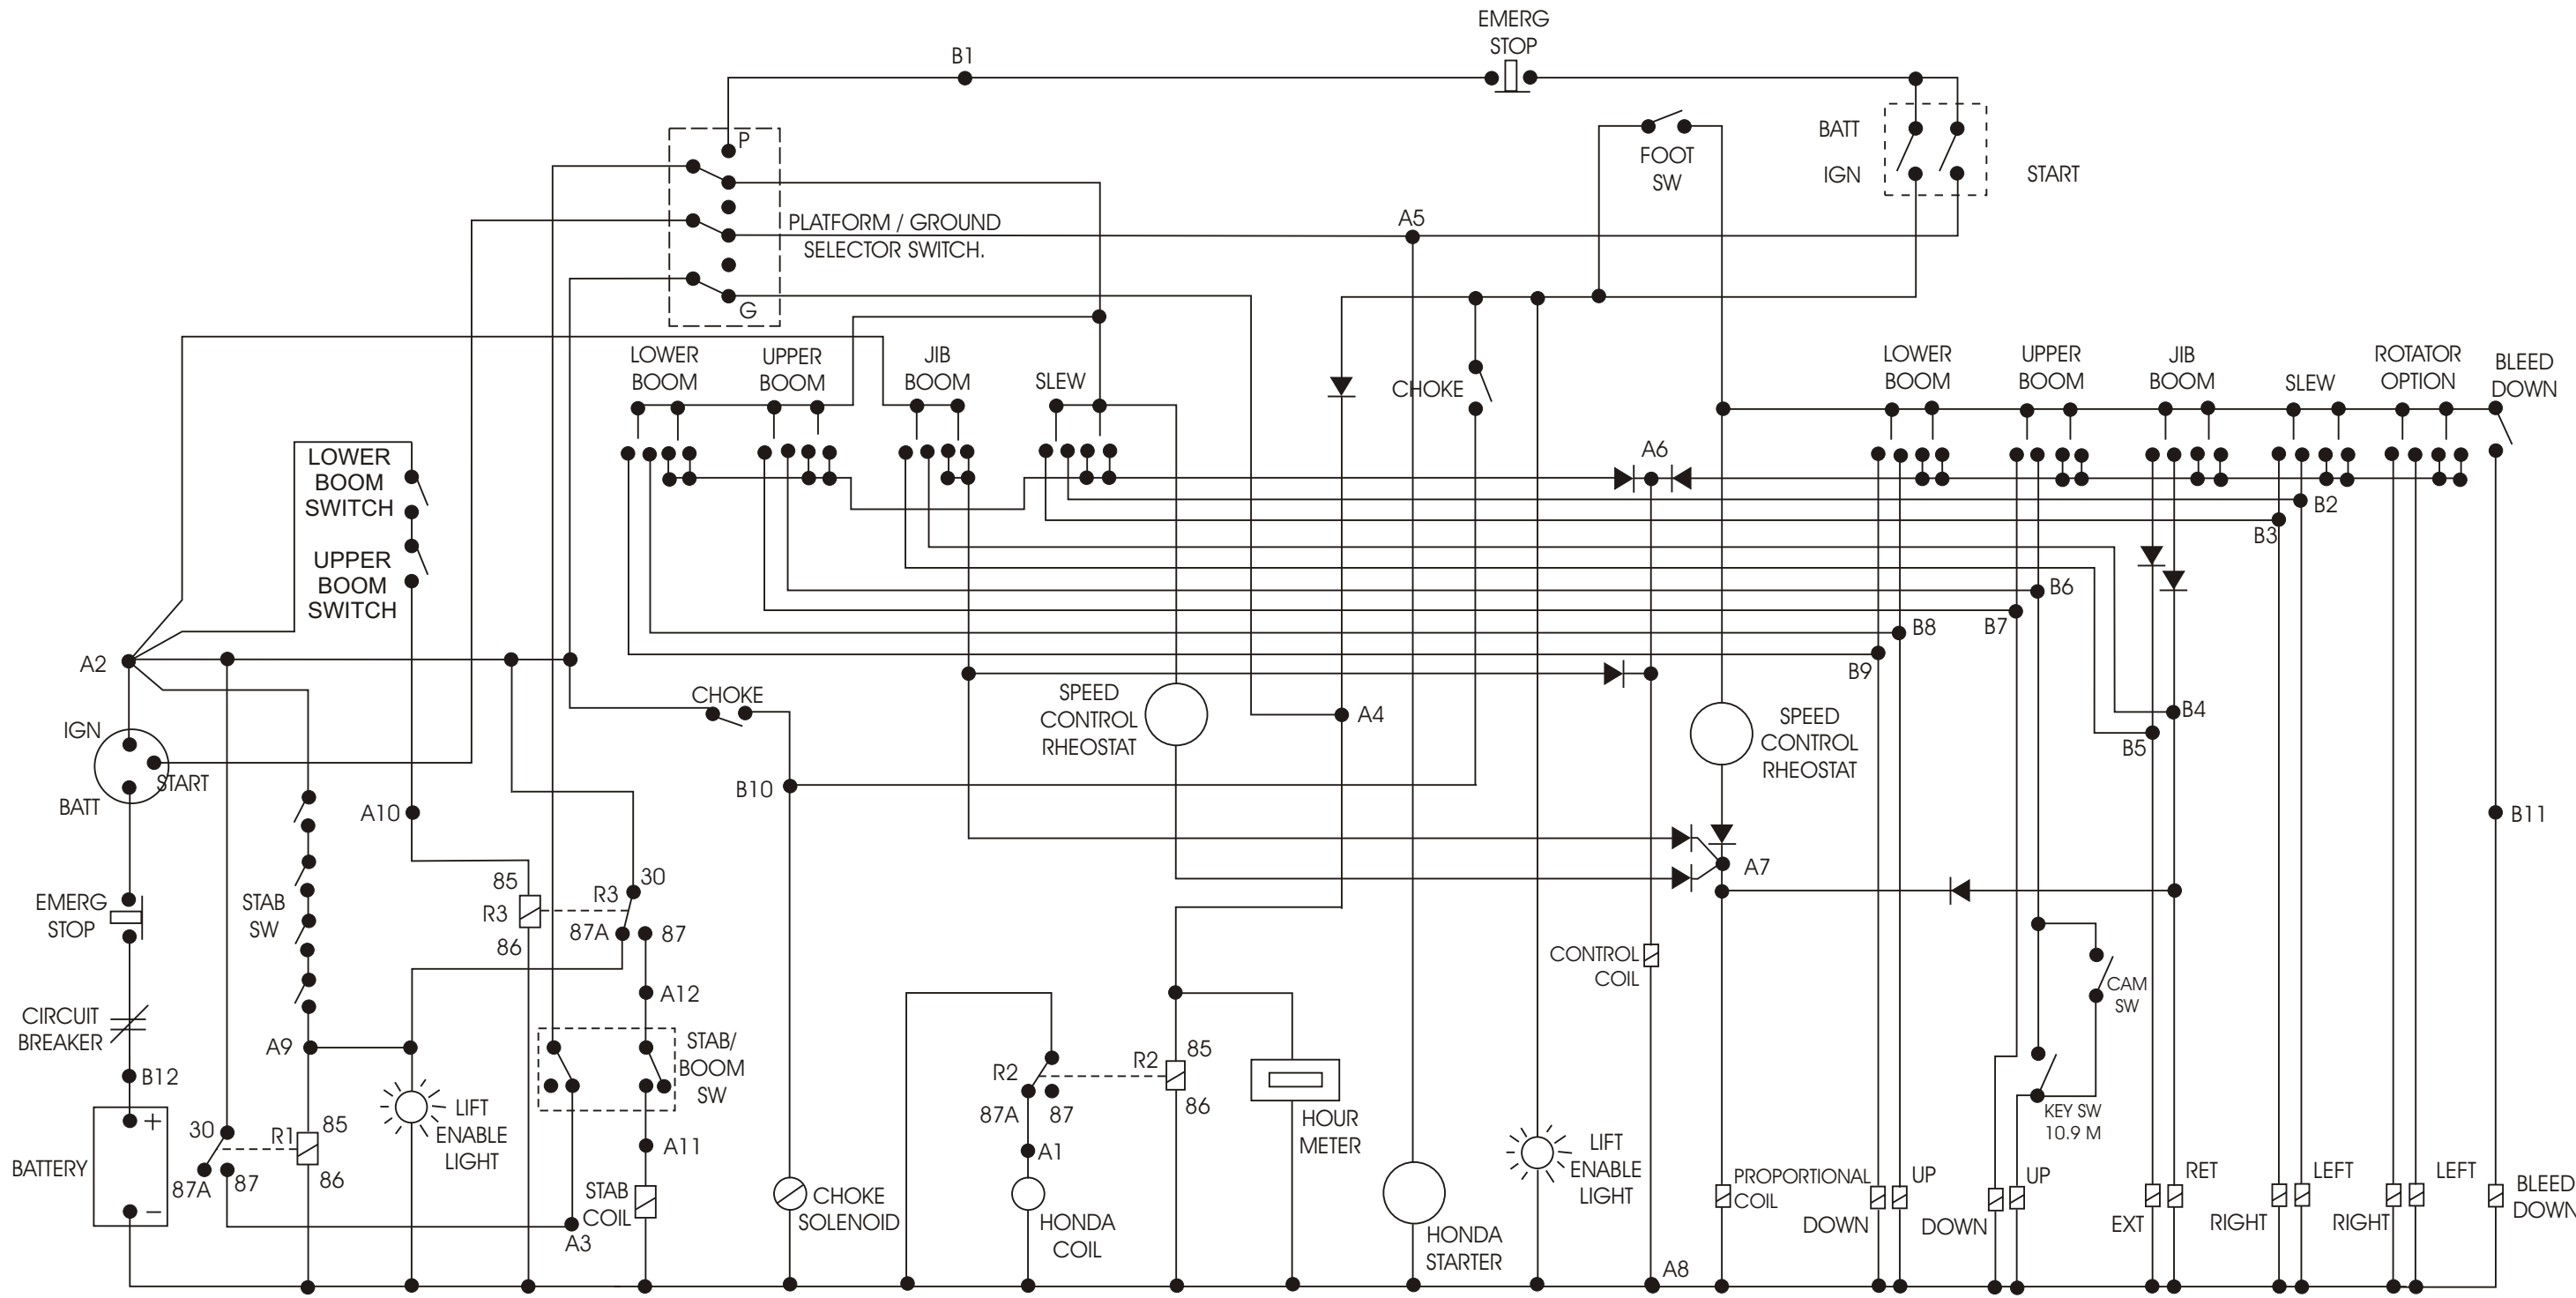 EMERG
STOP
B1
P
BATT
IGN
START
FOOT
SW
A5
PLATFORM / GROUND
SELECTOR SWITCH.
G
LOWER
BOOM
UPPER
BOOM
JIB
BOOM
SLEW
CHOKE
LOWER
BOOM
UPPER
BOOM
JIB
BOOM
SLEW
ROTATOR
OPTION
BLEED
DOWN
LOWER
BOOM
SWITCH
UPPER
BOOM
SWITCH
A6
B2
B3
B6
B7
B8
B9
A2
CHOKE
SPEED
CONTROL
RHEOSTAT
A4
SPEED
CONTROL
RHEOSTAT
B4
B5
IGN
START
BATT
A10
B10
B11
A7
EMERG
STOP
STAB
SW
85
R3
86
R3
30
87A
87
CONTROL
COIL
CAM
SW
CIRCUIT
BREAKER
A9
A12
STAB/
BOOM
SW
B12
LIFT
ENABLE
LIGHT
R2
87A
87
R2
85
86
HOUR
METER
KEY SW
10.9 M
BATTERY
+
−
30
87A
87
R1
85
86
A11
A1
LIFT
ENABLE
LIGHT
STAB
COIL
A3
CHOKE
SOLENOID
HONDA
COIL
HONDA
STARTER
A8
PROPORTIONAL
COIL
UP
DOWN
UP
DOWN
RET
EXT
LEFT
RIGHT
LEFT
RIGHT
BLEED
DOWN